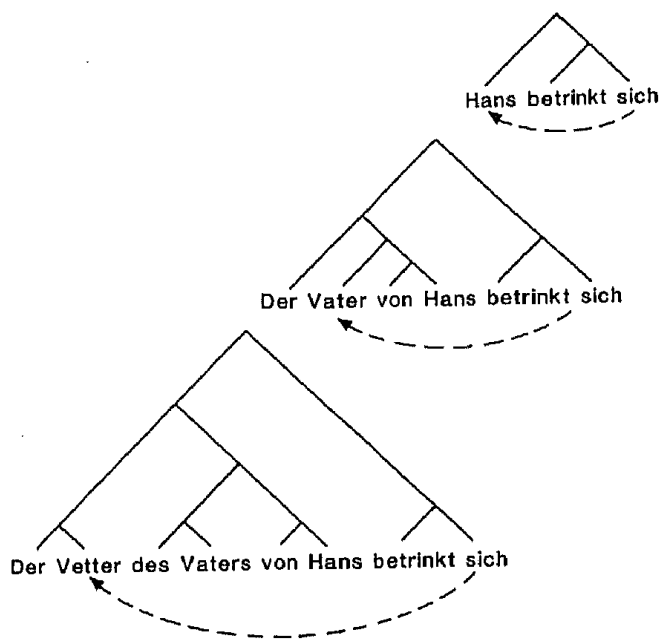 Hans betrinkt sich
Der Vater von Hans betrinkt sich
Der Vetter des Vaters von Hans betrinkt sich